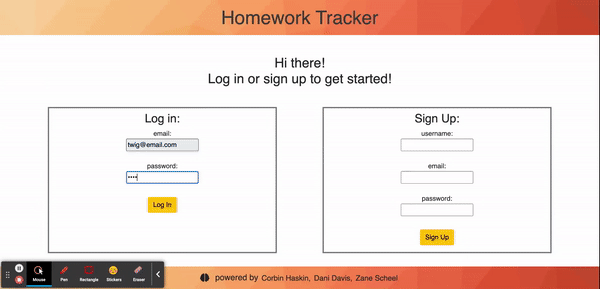 Homework Tracker
Hi there!
Log in or sign up to get started!
Log in:
email:
twig@email.com
password:
••••
Log In
Sign Up:
username:
email:
password:
Sign Up
Mouse
Pen
Rectangle
Stickers
Eraser
powered by Corbin Haskin, Dani Davis, Zane Scheel